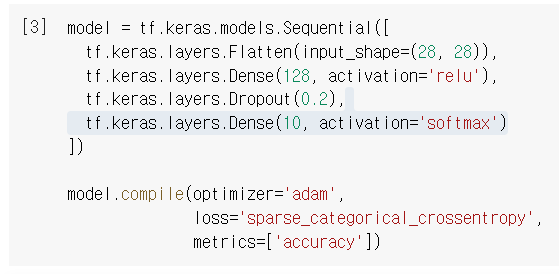 [3] model = tf.keras.models.Sequential([
tf.keras.layers.Flatten(input_shape=(28, 28)),
tf.keras.layers.Dense(128, activation='relu'),
tf.keras.layers.Dropout(0.2),
tf.keras.layers.Dense(10, activation='softmax')
])
model.compile(optimizer='adam',
loss='sparse_categorical_crossentropy',
metrics=['accuracy'])